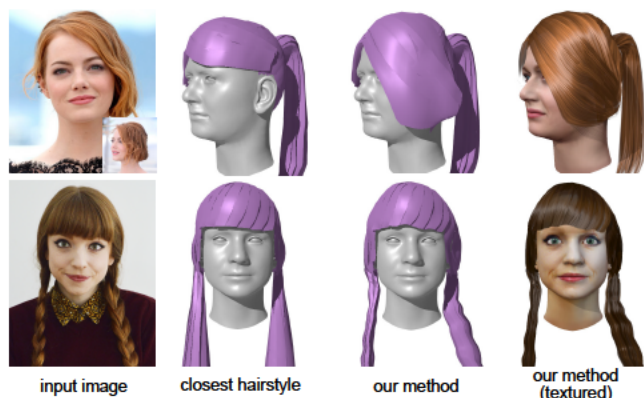 input image
closest hairstyle
our method
our method
(textured)